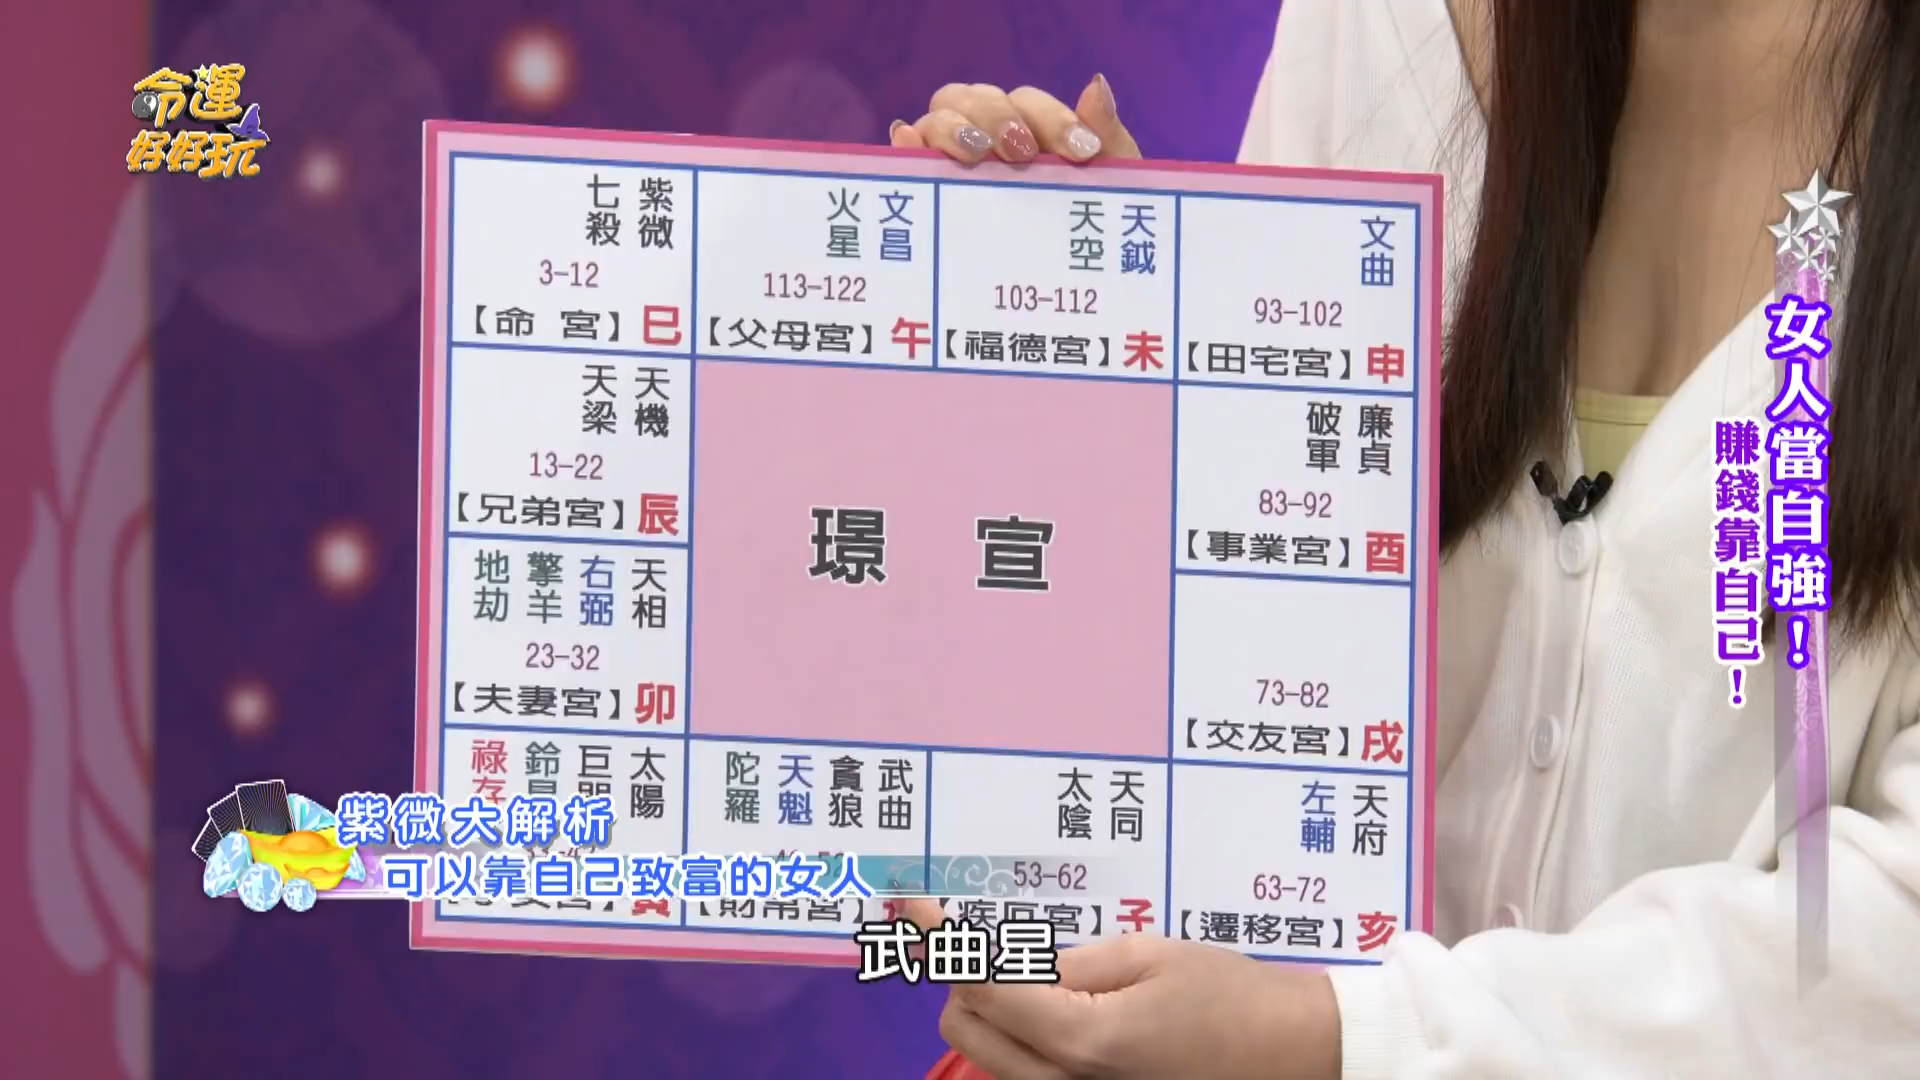 命運
好好玩
紫微
七殺
3-12
【命 宮】巳
文昌
火星
113-122
【父母宮】午
天鉞
天空
103-112
【福德宮】未
文曲
93-102
【田宅宮】申
天機
天梁
13-22
【兄弟宮】辰
璟 宣
廉貞
破軍
83-92
【事業宮】酉
天相
右弼
擎羊
地劫
23-32
【夫妻宮】卯
73-82
【交友宮】戌
太陽
巨門
鈴星
祿存
武曲
貪狼
天魁
陀羅
【財帛宮】
天同
太陰
53-62
【疾厄宮】子
天府
左輔
63-72
【遷移宮】亥
女人當自強！
賺錢靠自己！
紫微大解析
可以靠自己致富的女人
武曲星